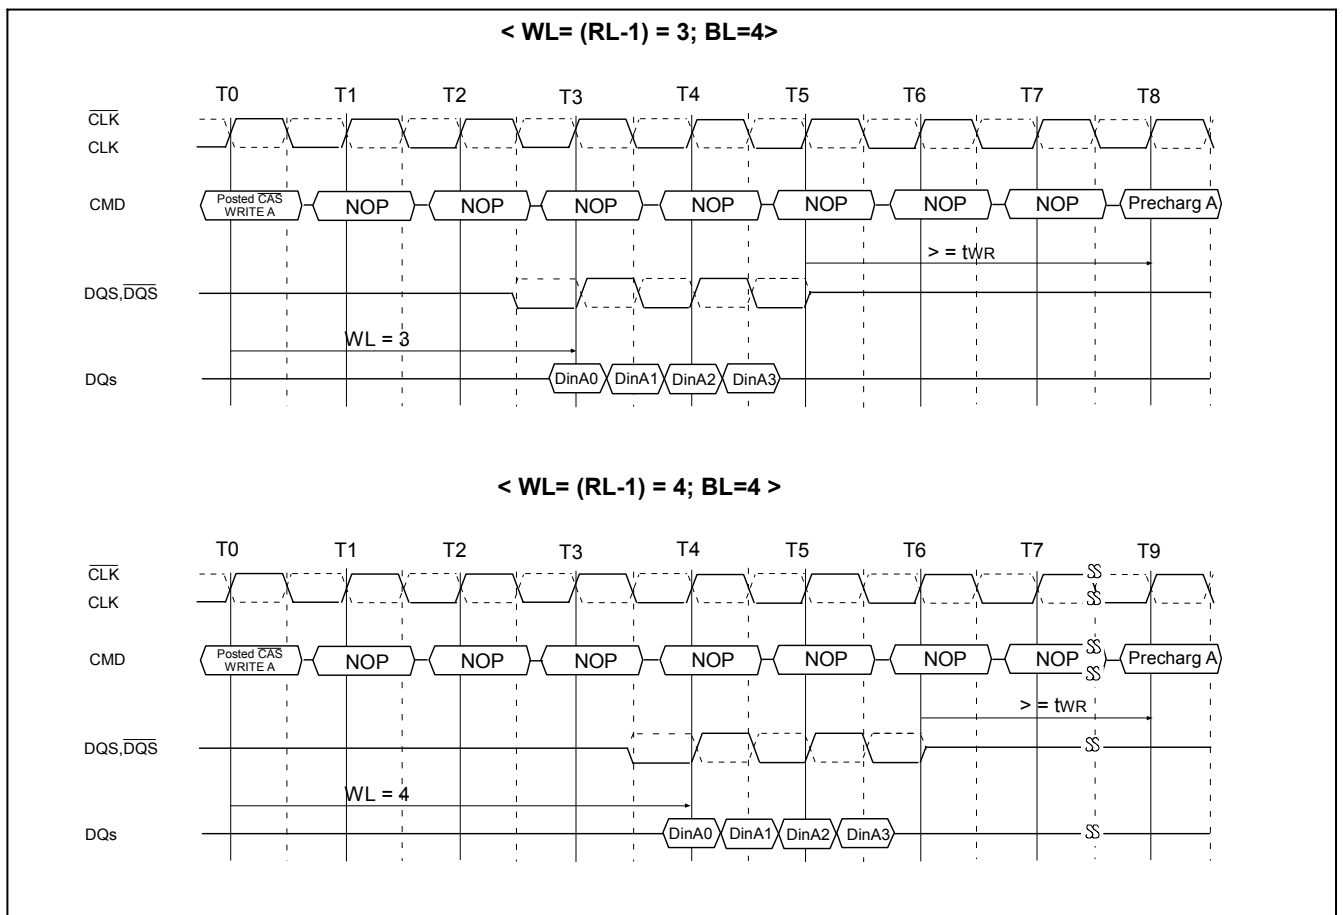 < WL= (RL-1) = 3; BL=4>
T0 T1 T2 T3 T4 T5 T6 T7 T8
CLK
CLK
CMD
Posted CAS
WRITE A
NOP NOP NOP NOP NOP NOP NOP Precharg A
> = tWR
DQS,DQS
WL = 3
DQs
DinA0 DinA1 DinA2 DinA3
< WL= (RL-1) = 4; BL=4 >
T0 T1 T2 T3 T4 T5 T6 T7 T9
CLK
CLK
CMD
Posted CAS
WRITE A
NOP NOP NOP NOP NOP NOP NOP Precharg A
> = tWR
DQS,DQS
WL = 4
DQs
DinA0 DinA1 DinA2 DinA3